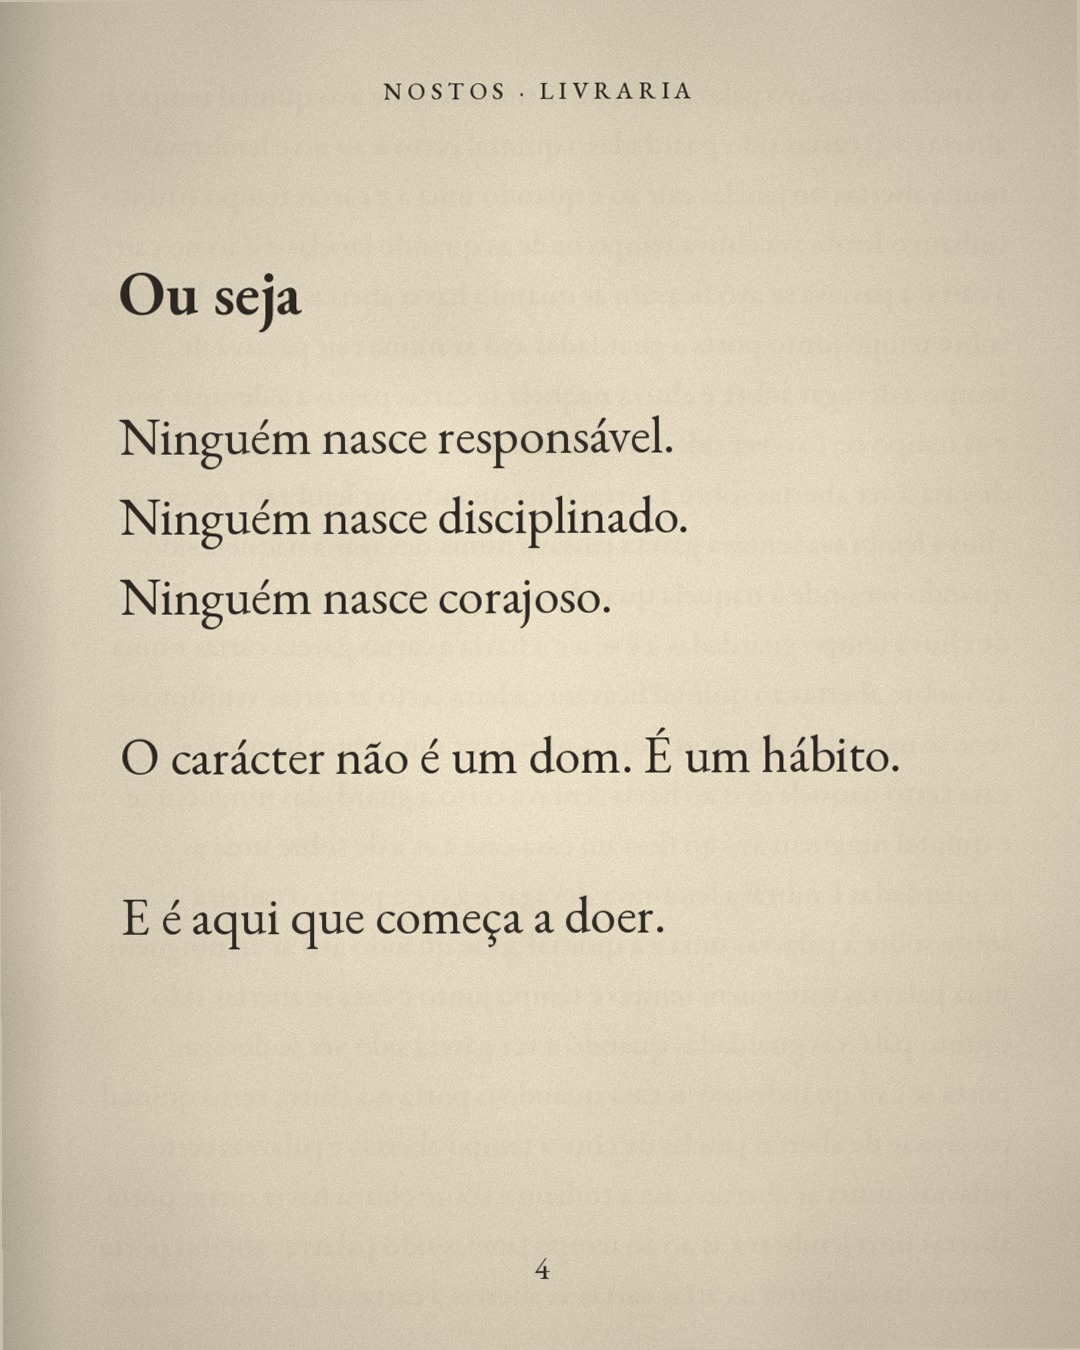 NOSTOS · LIVRARIA
Ou seja
Ninguém nasce responsável.
Ninguém nasce disciplinado.
Ninguém nasce corajoso.
O carácter não é um dom. É um hábito.
E é aqui que começa a doer.
4